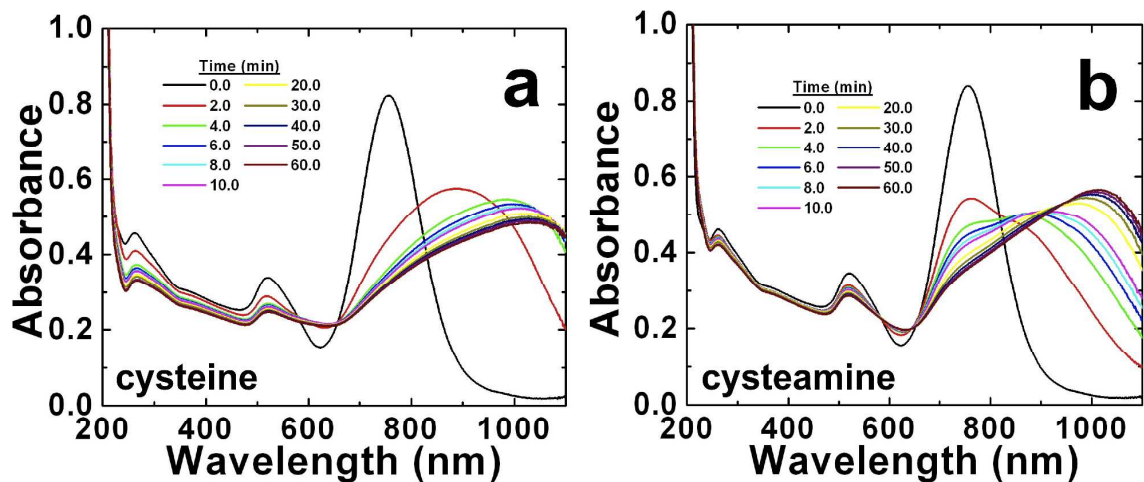 a
1.0
0.8
0.6
0.4
0.2
0.0
Absorbance
Time (min)
0.0 20.0
2.0 30.0
4.0 40.0
6.0 50.0
8.0 60.0
10.0
cysteine
200 400 600 800 1000
Wavelength (nm)
b
1.0
0.8
0.6
0.4
0.2
0.0
Absorbance
Time (min)
0.0 20.0
2.0 30.0
4.0 40.0
6.0 50.0
8.0 60.0
10.0
cysteamine
200 400 600 800 1000
Wavelength (nm)